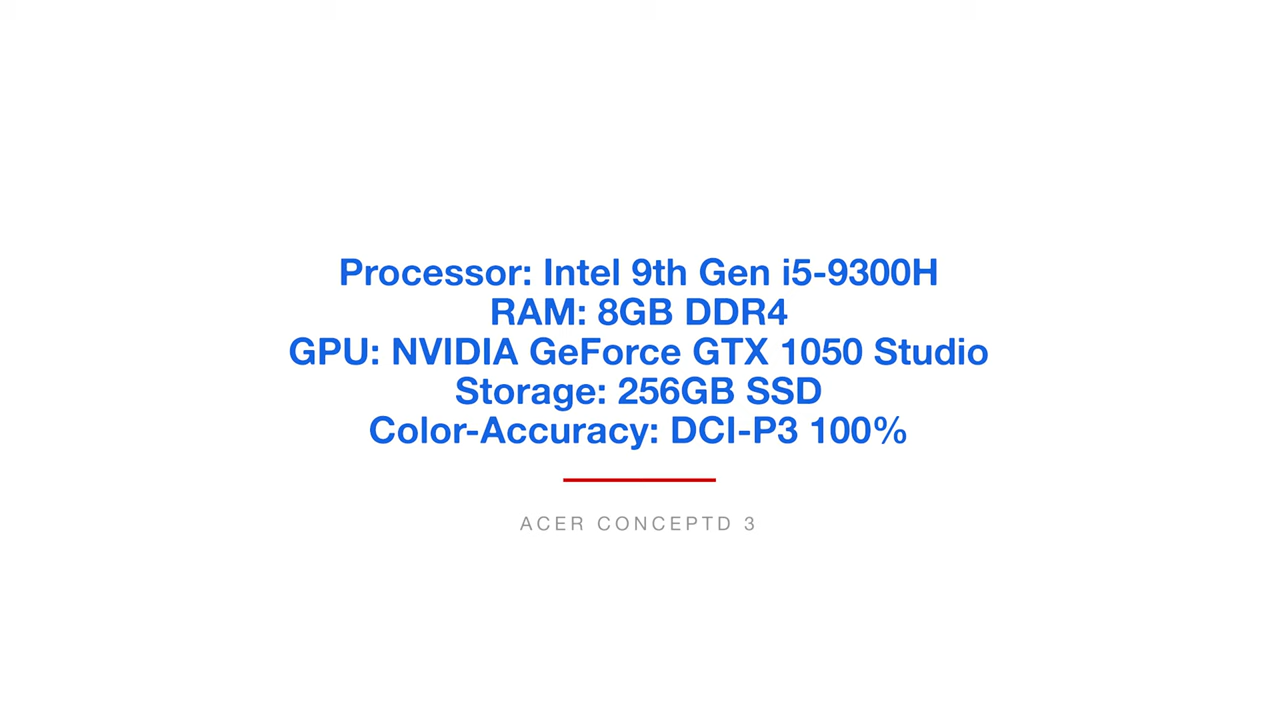 Processor: Intel 9th Gen i5-9300H
RAM: 8GB DDR4
GPU: NVIDIA GeForce GTX 1050 Studio
Storage: 256GB SSD
Color-Accuracy: DCI-P3 100%
ACER CONCEPTD 3